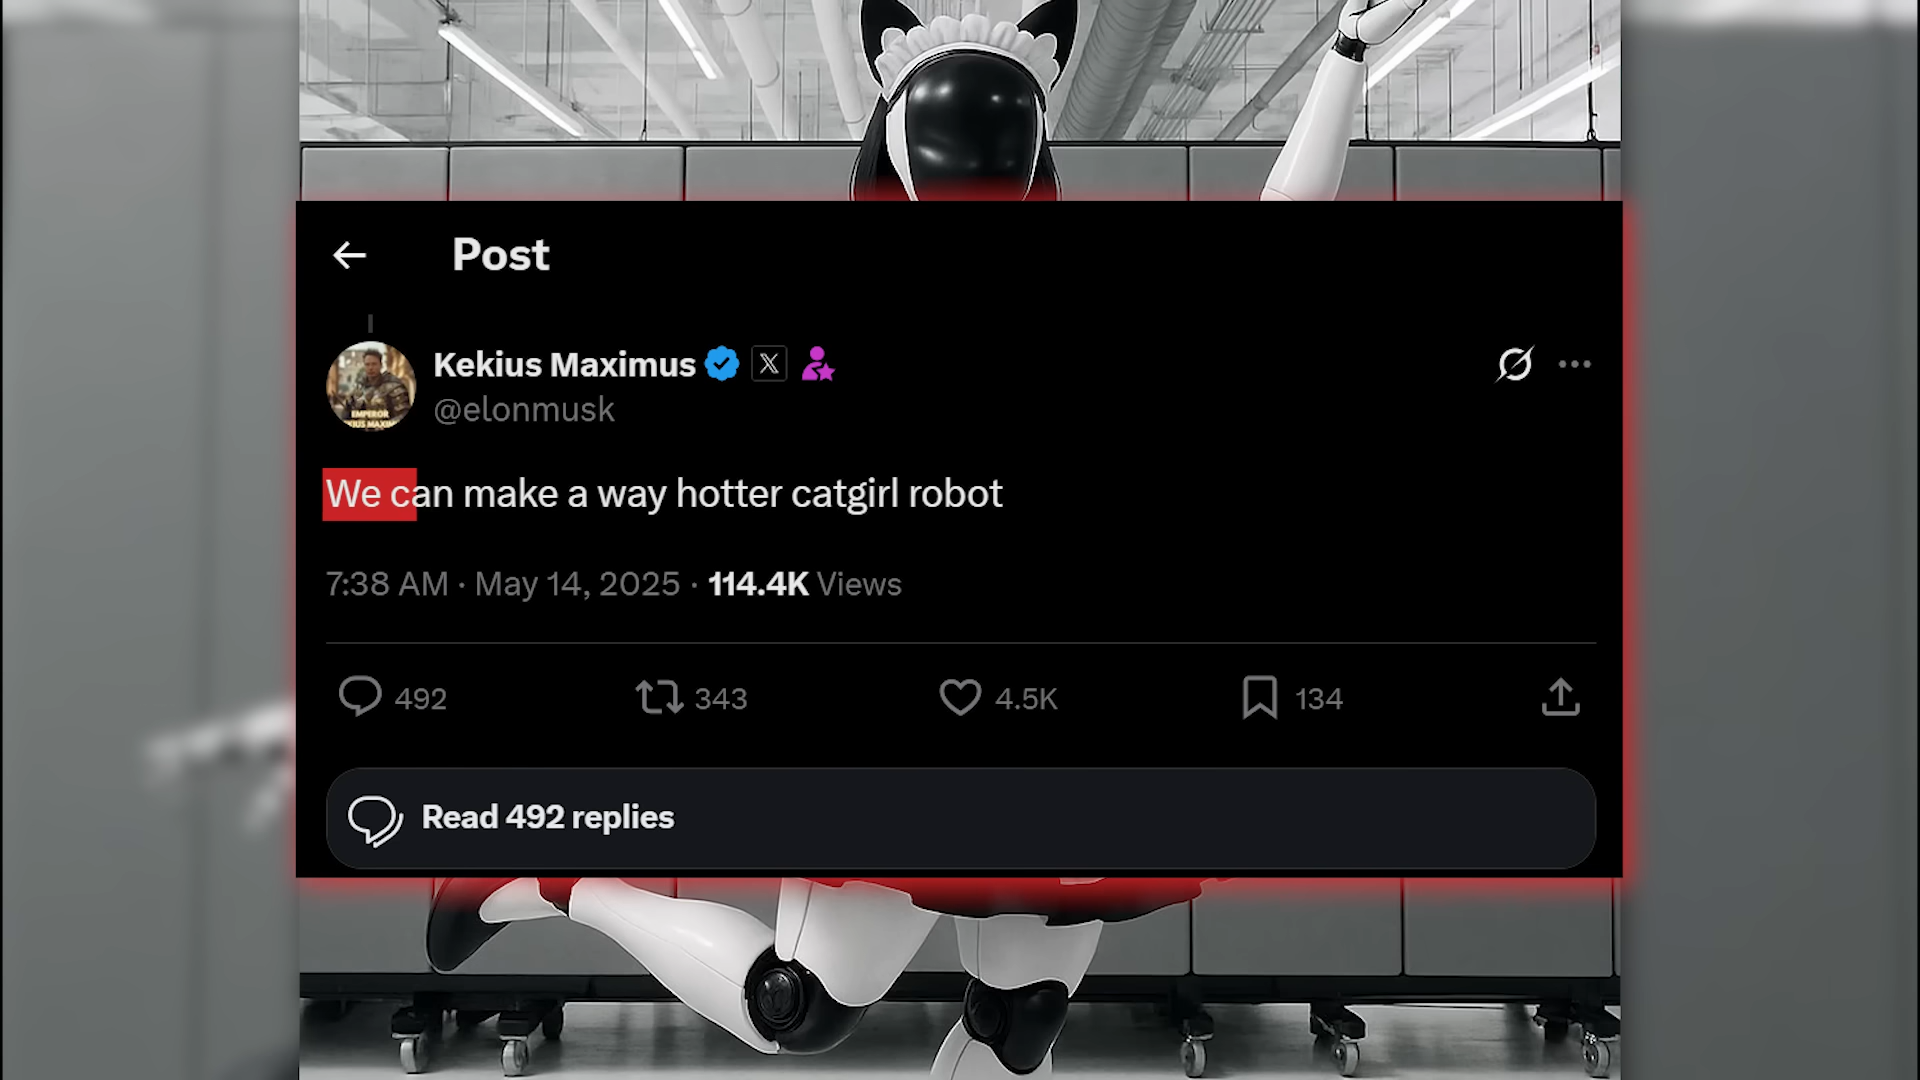 Post
Kekius Maximus
@elonmusk
We can make a way hotter catgirl robot
7:38 AM · May 14, 2025 · 114.4K Views
492 343 4.5K 134
Read 492 replies
EMPEROR